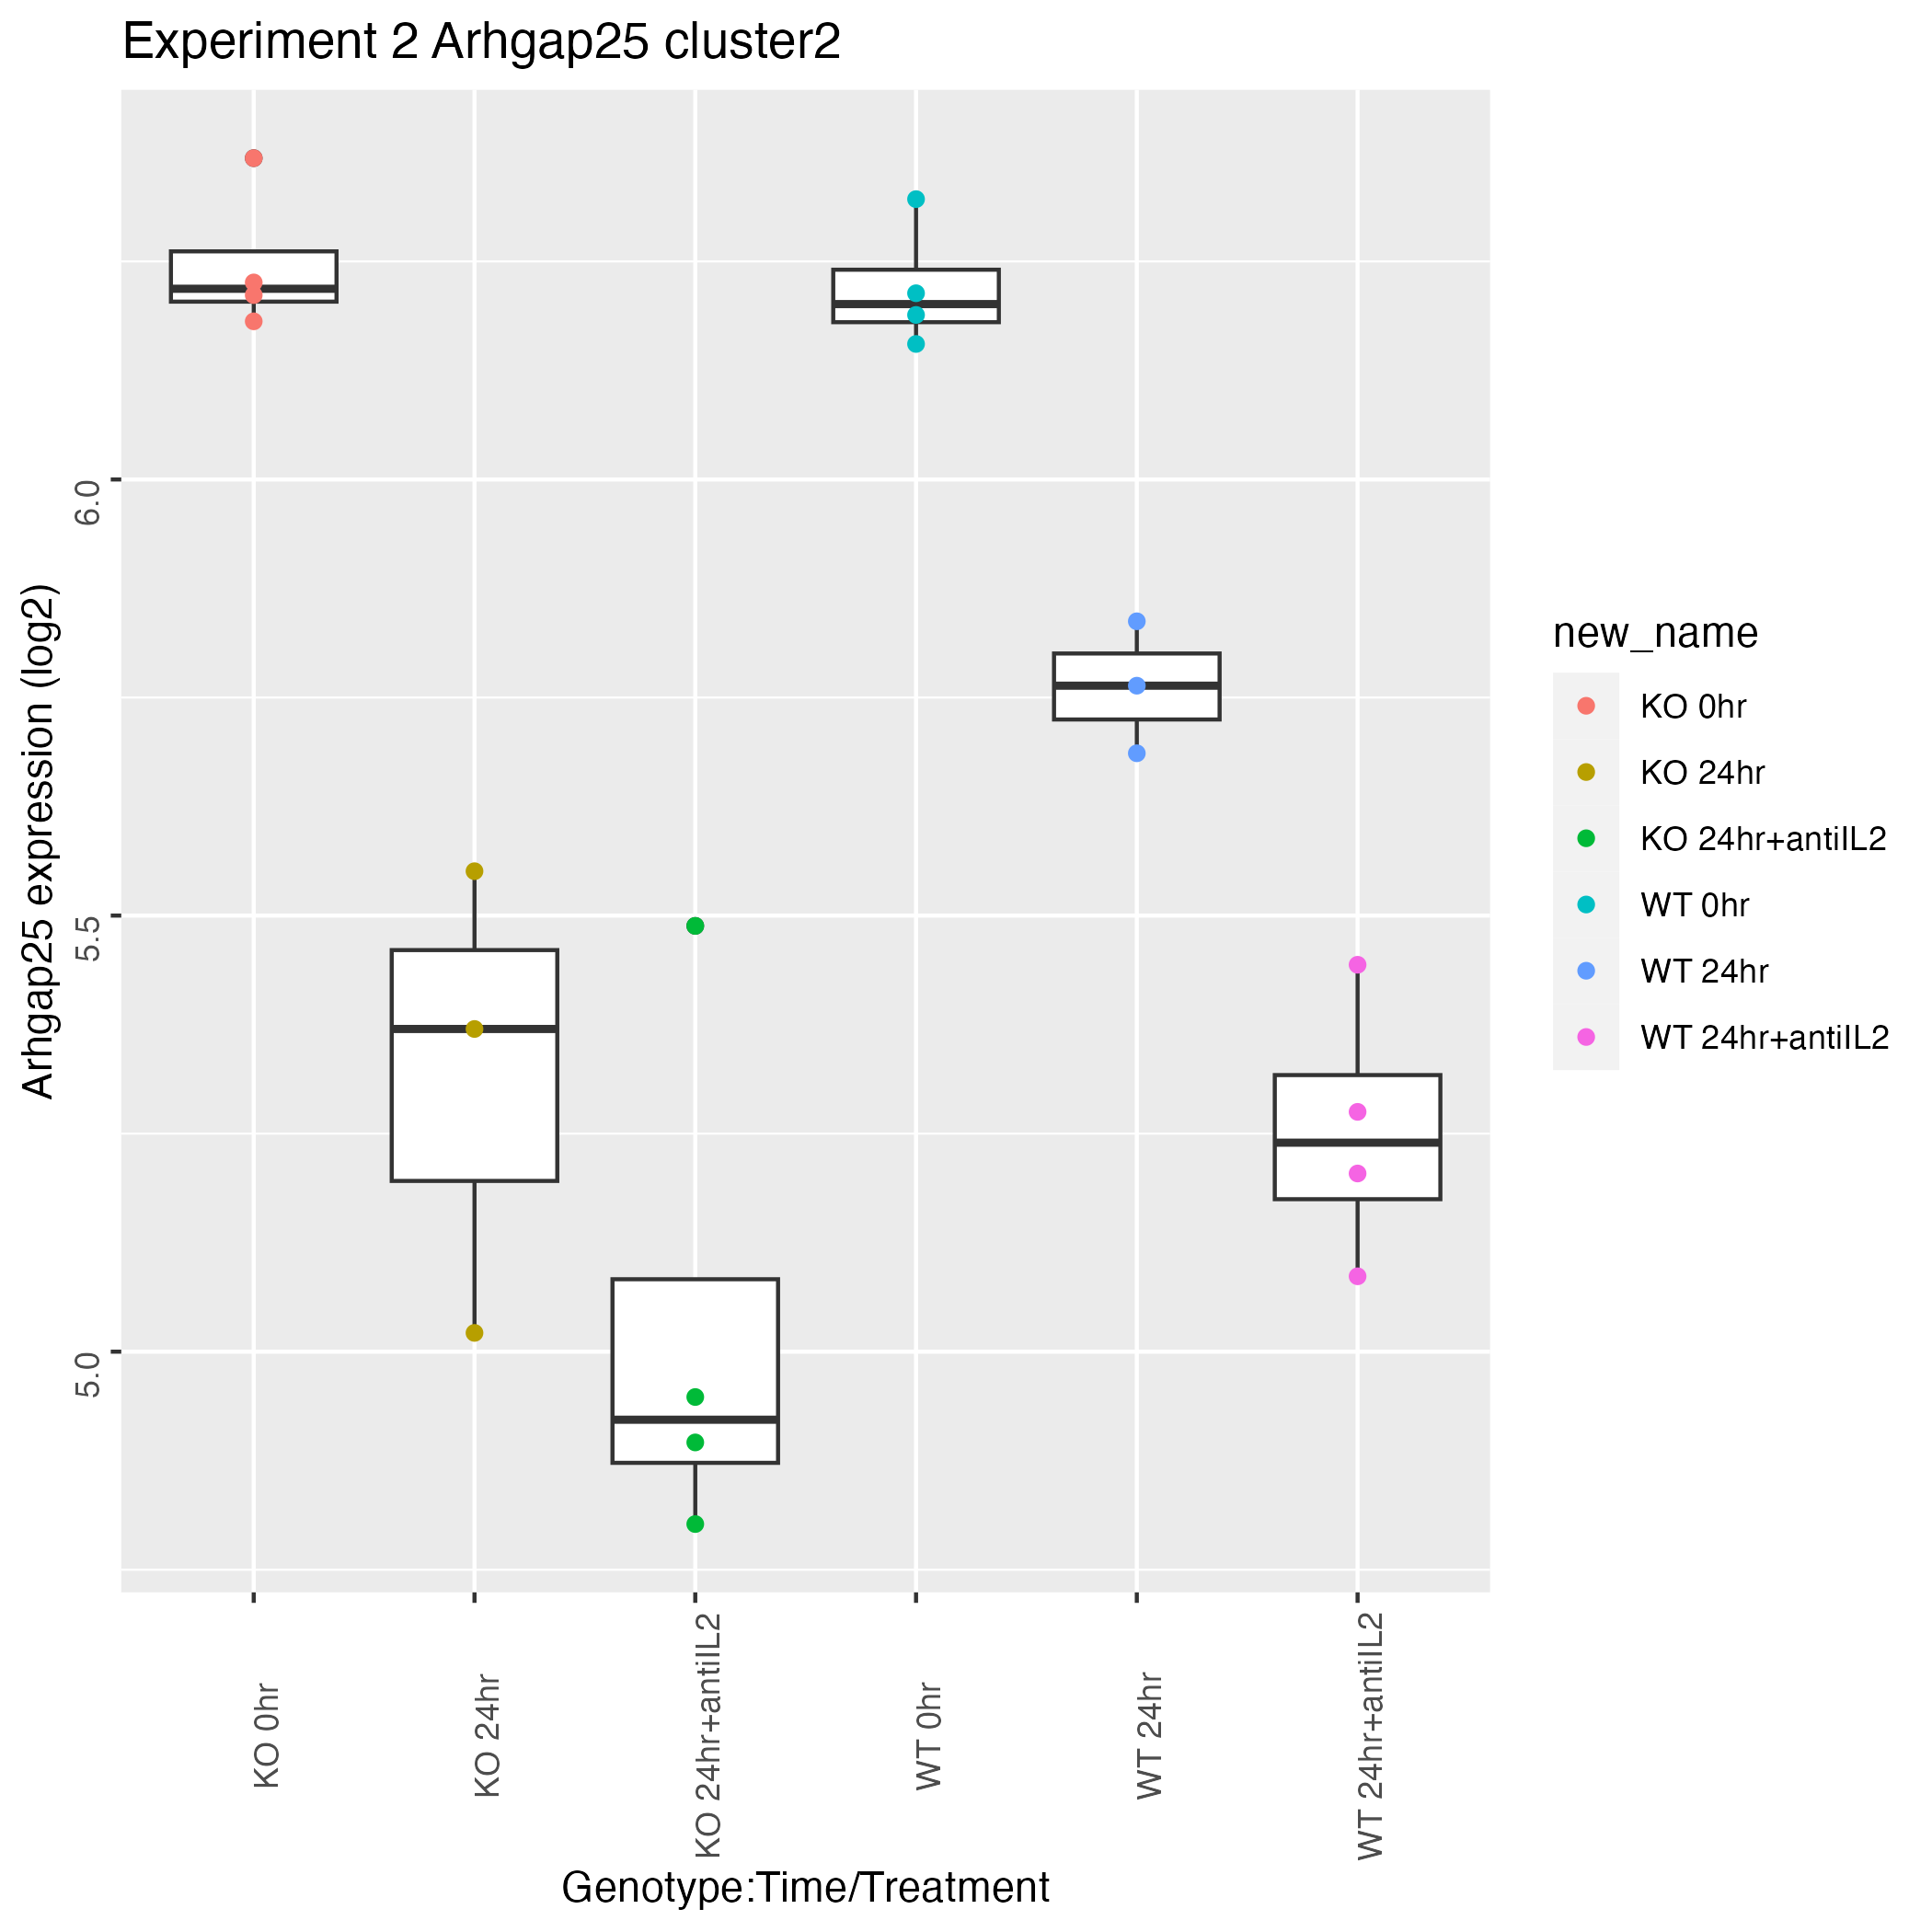 Experiment 2 Arhgap25 cluster2
Arhgap25 expression (log2)
6.0
5.5
5.0
KO 0hr
KO 24hr
KO 24hr+antiIL2
WT 0hr
WT 24hr
WT 24hr+antiIL2
Genotype:Time/Treatment
new_name
KO 0hr
KO 24hr
KO 24hr+antiIL2
WT 0hr
WT 24hr
WT 24hr+antiIL2